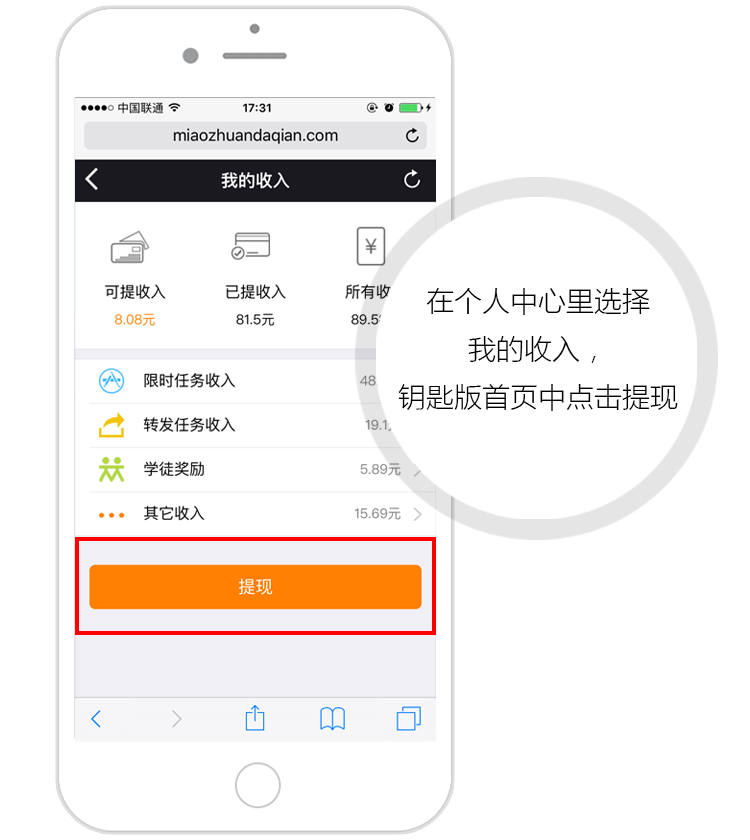 中国联通
17:31
miaozhuandaqian.com
我的收入
可提收入
已提收入
所有收
8.08元
81.5元
89.5
限时任务收入
48
转发任务收入
19.1
学徒奖励
5.89元
其它收入
15.69元
提现
在个人中心里选择
我的收入，
钥匙版首页中点击提现